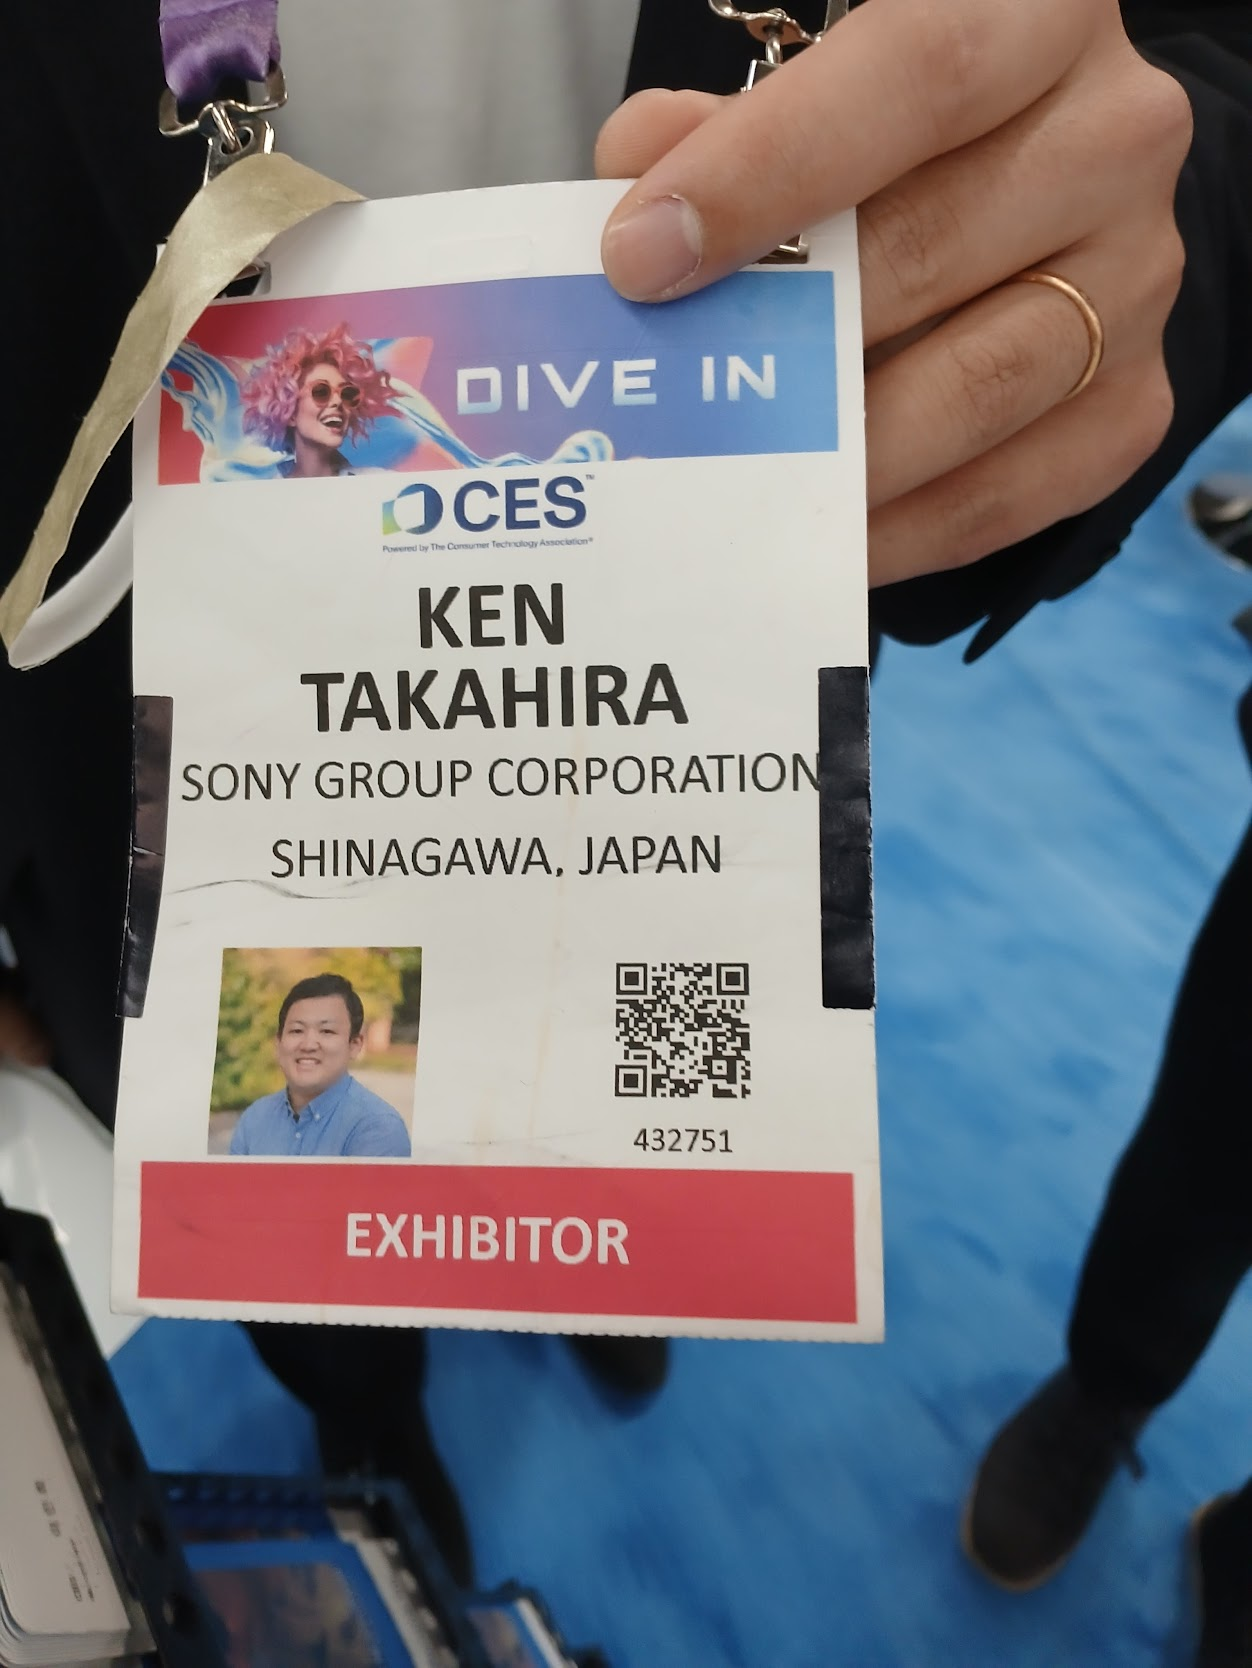 DIVE IN
CES™
Powered by The Consumer Technology Association®
KEN
TAKAHIRA
SONY GROUP CORPORATION
SHINAGAWA, JAPAN
432751
EXHIBITOR